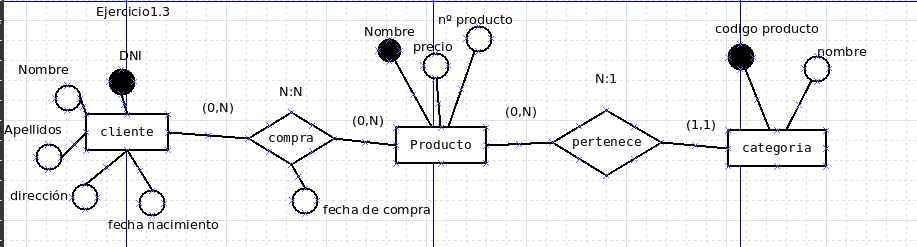 Ejercicio1.3
nº producto
Nombre
codigo producto
precio
nombre
DNI
Nombre
N:1
N:N
(0,N)
(0,N)
(0,N)
(1,1)
Apellidos
cliente
compra
Producto
pertenece
categoria
dirección
fecha de compra
fecha nacimiento